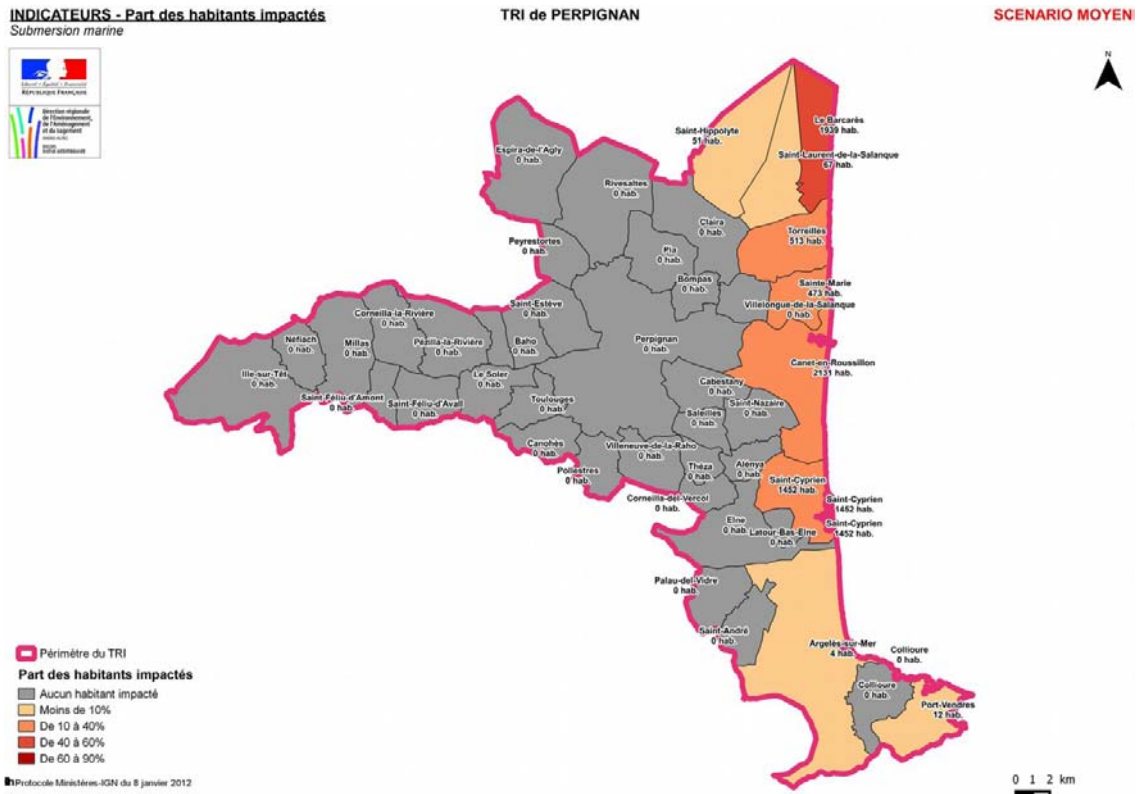 INDICATEURS - Part des habitants impactés
Submersion marine
TRI de PERPIGNAN
SCENARIO MOYEN
RÉPUBLIQUE FRANÇAISE
Direction régionale
de l'Environnement,
de l'Aménagement
et du Logement
N
Le Barcarès
1939 hab.
Saint-Hippolyte
51 hab.
Saint-Laurent-de-la-Salanque
67 hab.
Espira-de-l'Agly
0 hab.
Rivesaltes
0 hab.
Claira
0 hab.
Torreilles
513 hab.
Peyrestortes
0 hab.
Pia
0 hab.
Bompas
0 hab.
Sainte-Marie
473 hab.
Villelongue-de-la-Salanque
0 hab.
Saint-Estève
0 hab.
Corneilla-la-Rivière
0 hab.
Néfiach
0 hab.
Millas
0 hab.
Pézilla-la-Rivière
0 hab.
Baho
0 hab.
Perpignan
0 hab.
Canet-en-Roussillon
2131 hab.
Ille-sur-Têt
0 hab.
Le Soler
0 hab.
Cabestany
0 hab.
Saint-Féliu-d'Amont
0 hab.
Saint-Féliu-d'Avall
0 hab.
Toulouges
0 hab.
Saint-Nazaire
0 hab.
Saleilles
0 hab.
Canohès
0 hab.
Villeneuve-de-la-Raho
0 hab.
Pollestres
0 hab.
Théza
0 hab.
Alénya
0 hab.
Saint-Cyprien
1452 hab.
Corneilla-del-Vercol
0 hab.
Saint-Cyprien
1452 hab.
Elne
0 hab.
Saint-Cyprien
1452 hab.
Latour-Bas-Elne
0 hab.
Palau-del-Vidre
0 hab.
Saint-André
0 hab.
Argelès-sur-Mer
4 hab.
Collioure
0 hab.
Collioure
0 hab.
Port-Vendres
12 hab.
Périmètre du TRI
Part des habitants impactés
Aucun habitant impacté
Moins de 10%
De 10 à 40%
De 40 à 60%
De 60 à 90%
Protocole Ministères-IGN du 8 janvier 2012
0 1 2 km